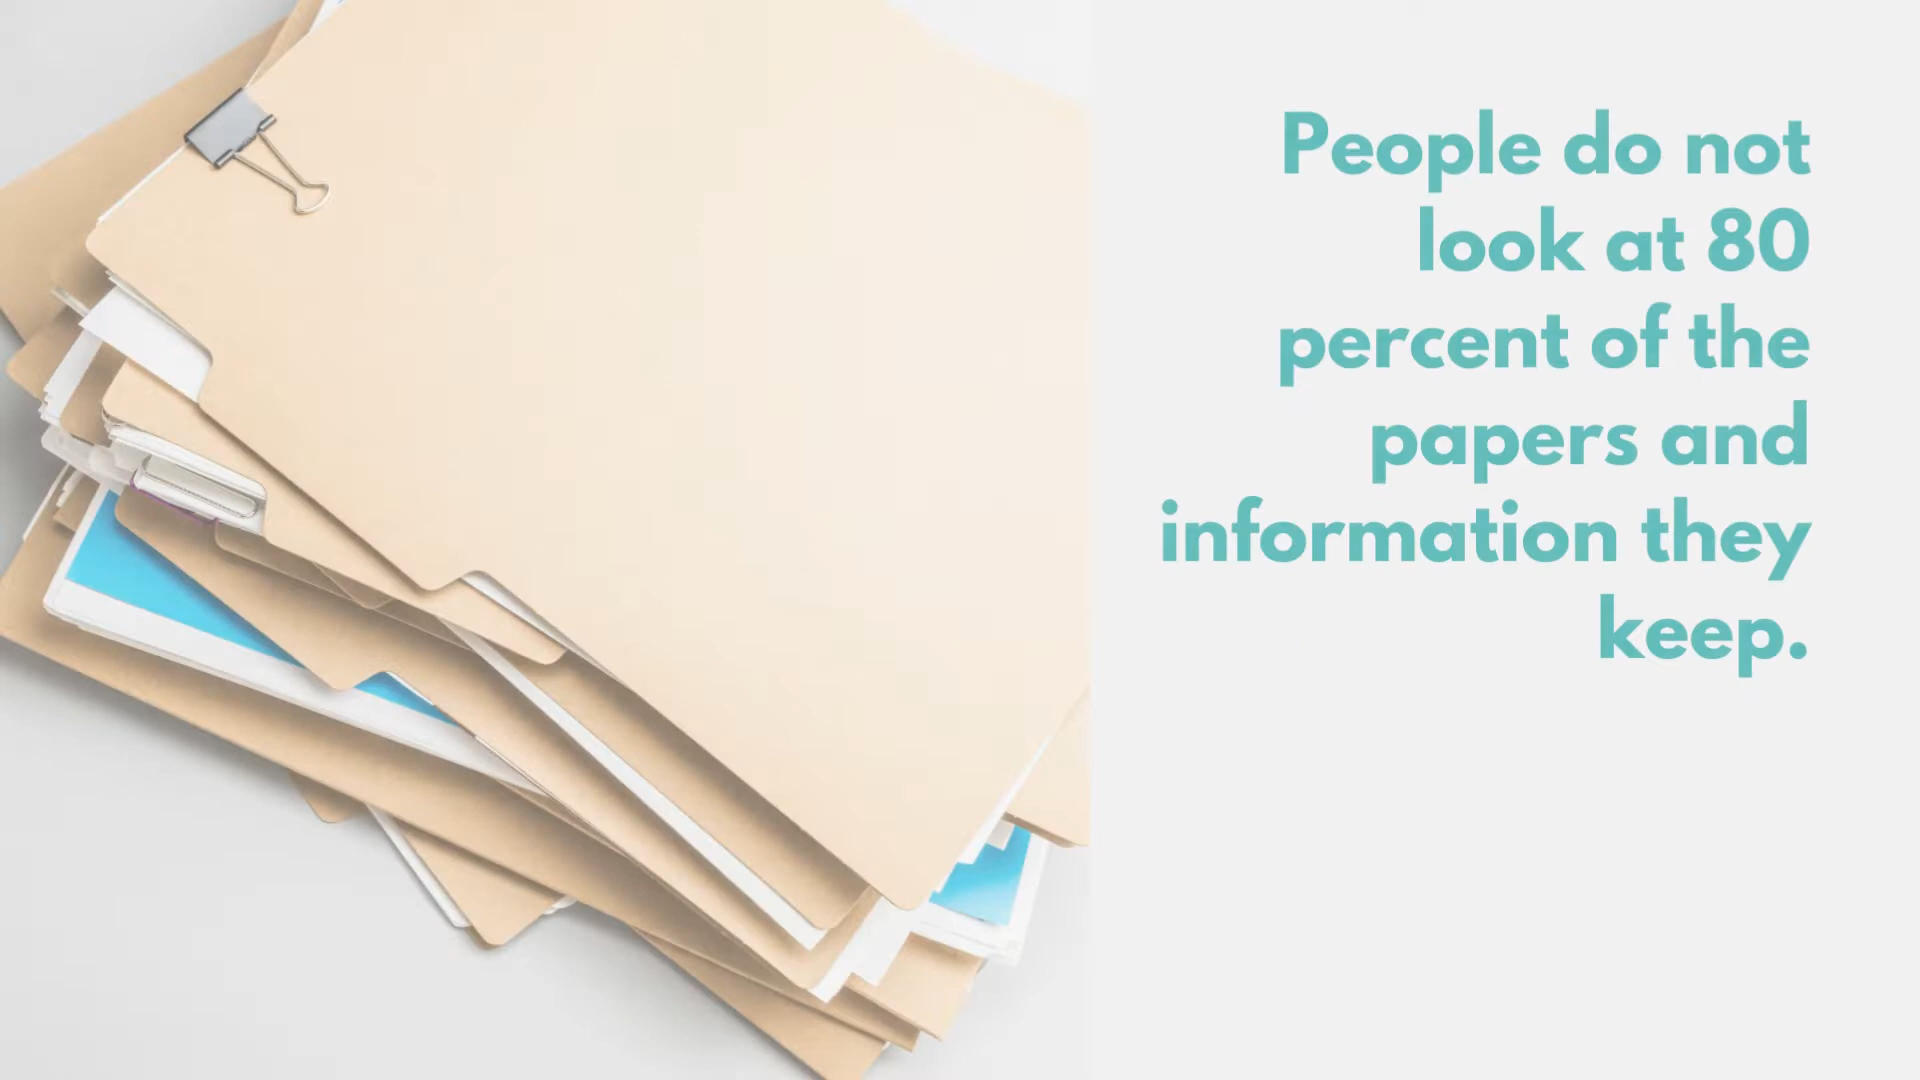 People do not
look at 80
percent of the
papers and
information they
keep.